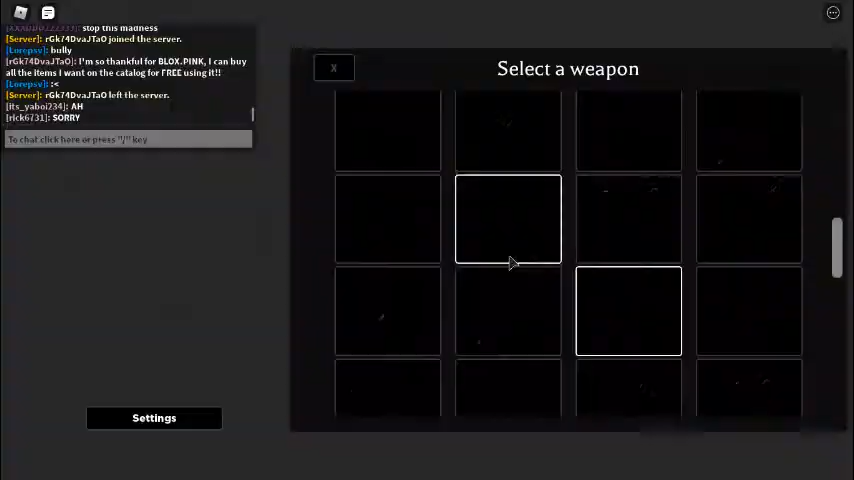 stop this madness
[Server]: rGk74DvaJTaO joined the server.
[Lorepsv]: bully
[rGk74DvaJTaO]: I'm so thankful for BLOX.PINK, I can buy
all the items I want on the catalog for FREE using it!!
[Lorepsv]: :<
[Server]: rGk74DvaJTaO left the server.
[its_yaboi234]: AH
[rick6731]: SORRY
To chat click here or press "/" key
X
Select a weapon
Settings